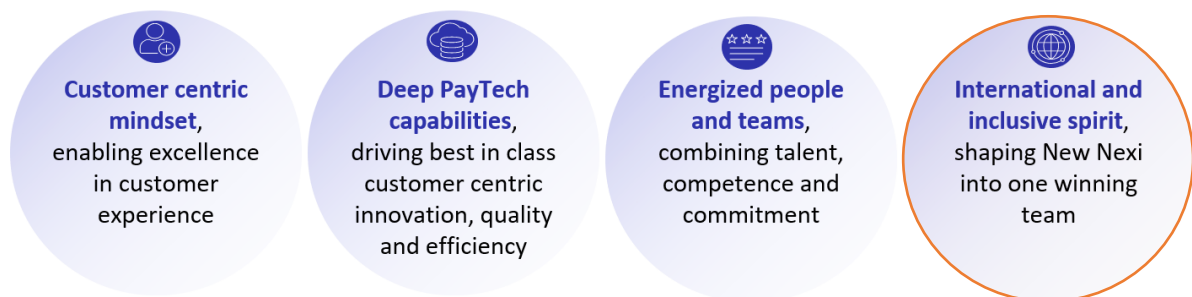 Customer centric
mindset,
enabling excellence
in customer
experience
Deep PayTech
capabilities,
driving best in class
customer centric
innovation, quality
and efficiency
Energized people
and teams,
combining talent,
competence and
commitment
International and
inclusive spirit,
shaping New Nexi
into one winning
team